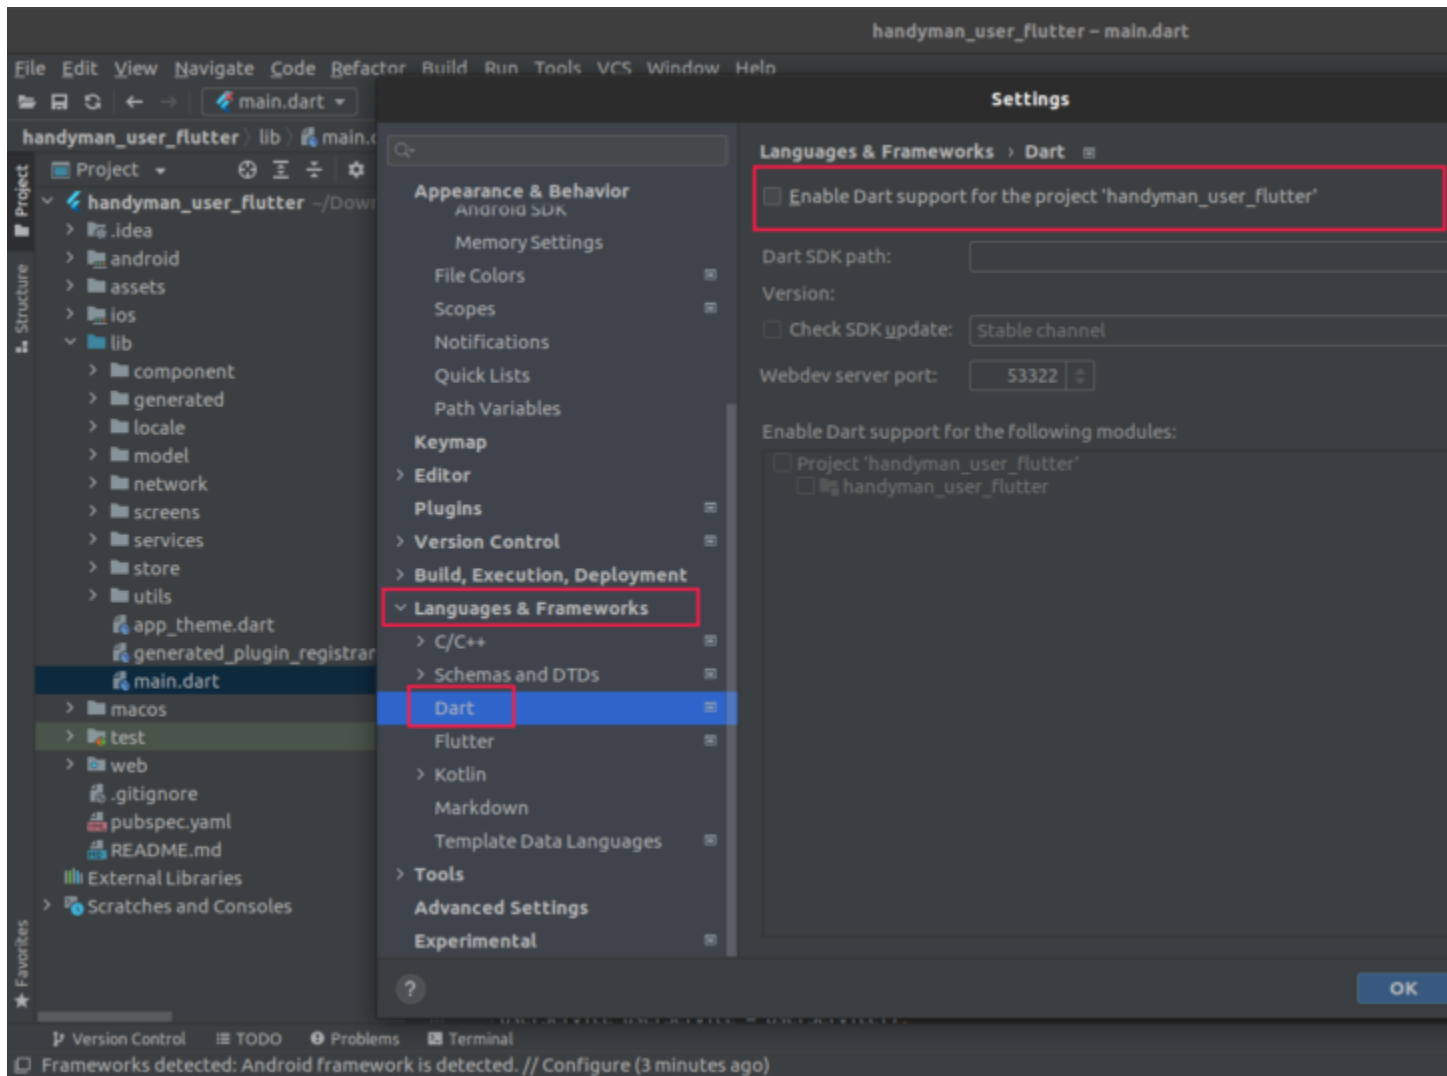 handyman_user_flutter – main.dart
File Edit View Navigate Code Refactor Build Run Tools VCS Window Help
main.dart
Settings
handyman_user_flutter lib main.d
Project
Project
Structure
Favorites
handyman_user_flutter ~/Down
.idea
android
assets
ios
lib
component
generated
locale
model
network
screens
services
store
utils
app_theme.dart
generated_plugin_registran
main.dart
macos
test
web
.gitignore
pubspec.yaml
README.md
External Libraries
Scratches and Consoles
Appearance & Behavior
Android SDK
Memory Settings
File Colors
Scopes
Notifications
Quick Lists
Path Variables
Keymap
Editor
Plugins
Version Control
Build, Execution, Deployment
Languages & Frameworks
C/C++
Schemas and DTDs
Dart
Flutter
Kotlin
Markdown
Template Data Languages
Tools
Advanced Settings
Experimental
Languages & Frameworks › Dart
Enable Dart support for the project 'handyman_user_flutter'
Dart SDK path:
Version:
Check SDK update: Stable channel
Webdev server port: 53322
Enable Dart support for the following modules:
Project 'handyman_user_flutter'
handyman_user_flutter
?
OK
Version Control TODO Problems Terminal
Frameworks detected: Android framework is detected. // Configure (3 minutes ago)